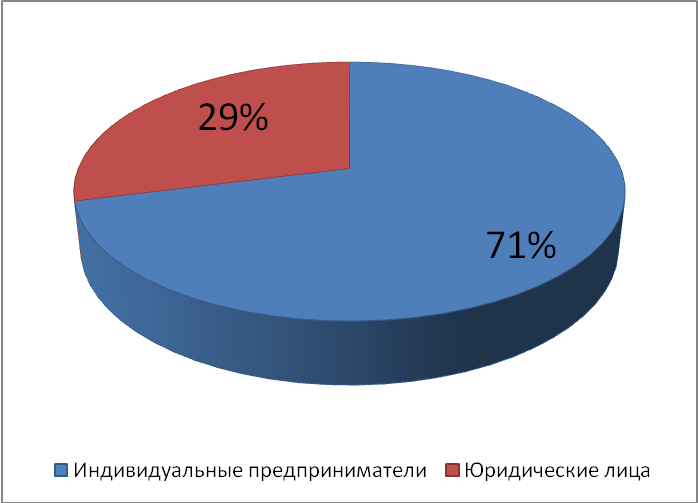 29%
71%
Индивидуальные предприниматели
Юридические лица